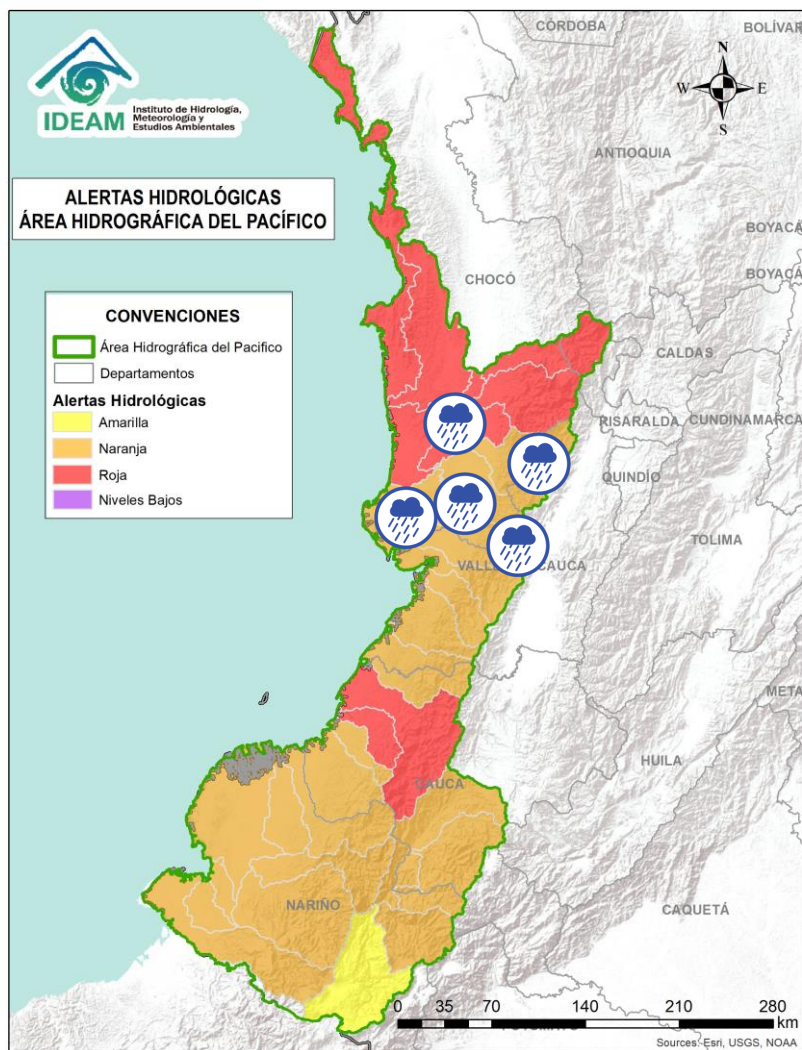 CÓRDOBA
BOLÍVAR
IDEAM
Instituto de Hidrología,
Meteorología y
Estudios Ambientales
N
W
E
S
ANTIOQUIA
ALERTAS HIDROLÓGICAS
ÁREA HIDROGRÁFICA DEL PACÍFICO
BOYACÁ
BOYACÁ
CHOCÓ
CONVENCIONES
Área Hidrográfica del Pacifico
Departamentos
Alertas Hidrológicas
Amarilla
Naranja
Roja
Niveles Bajos
CALDAS
RISARALDA
CUNDINAMARCA
QUINDÍO
TOLIMA
VALLE
CAUCA
META
HUILA
CAUCA
NARIÑO
CAQUETÁ
0 35 70 140 210 280
km
Sources: Esri, USGS, NOAA